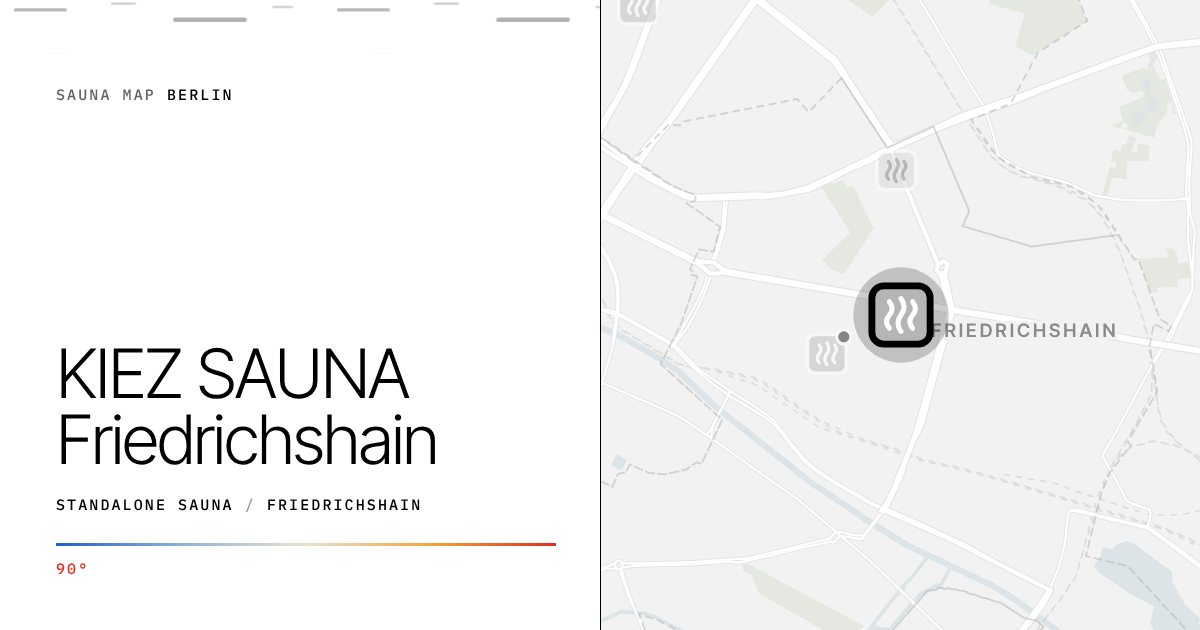 SAUNA MAP BERLIN
KIEZ SAUNA
Friedrichshain
STANDALONE SAUNA / FRIEDRICHSHAIN
90°
FRIEDRICHSHAIN